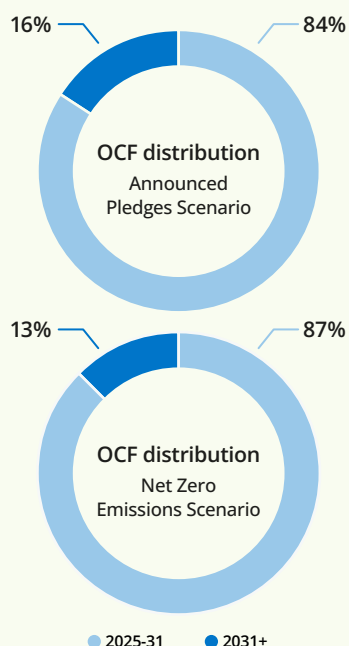 16%
84%
OCF distribution
Announced
Pledges Scenario
13%
87%
OCF distribution
Net Zero
Emissions Scenario
2025-31
2031+